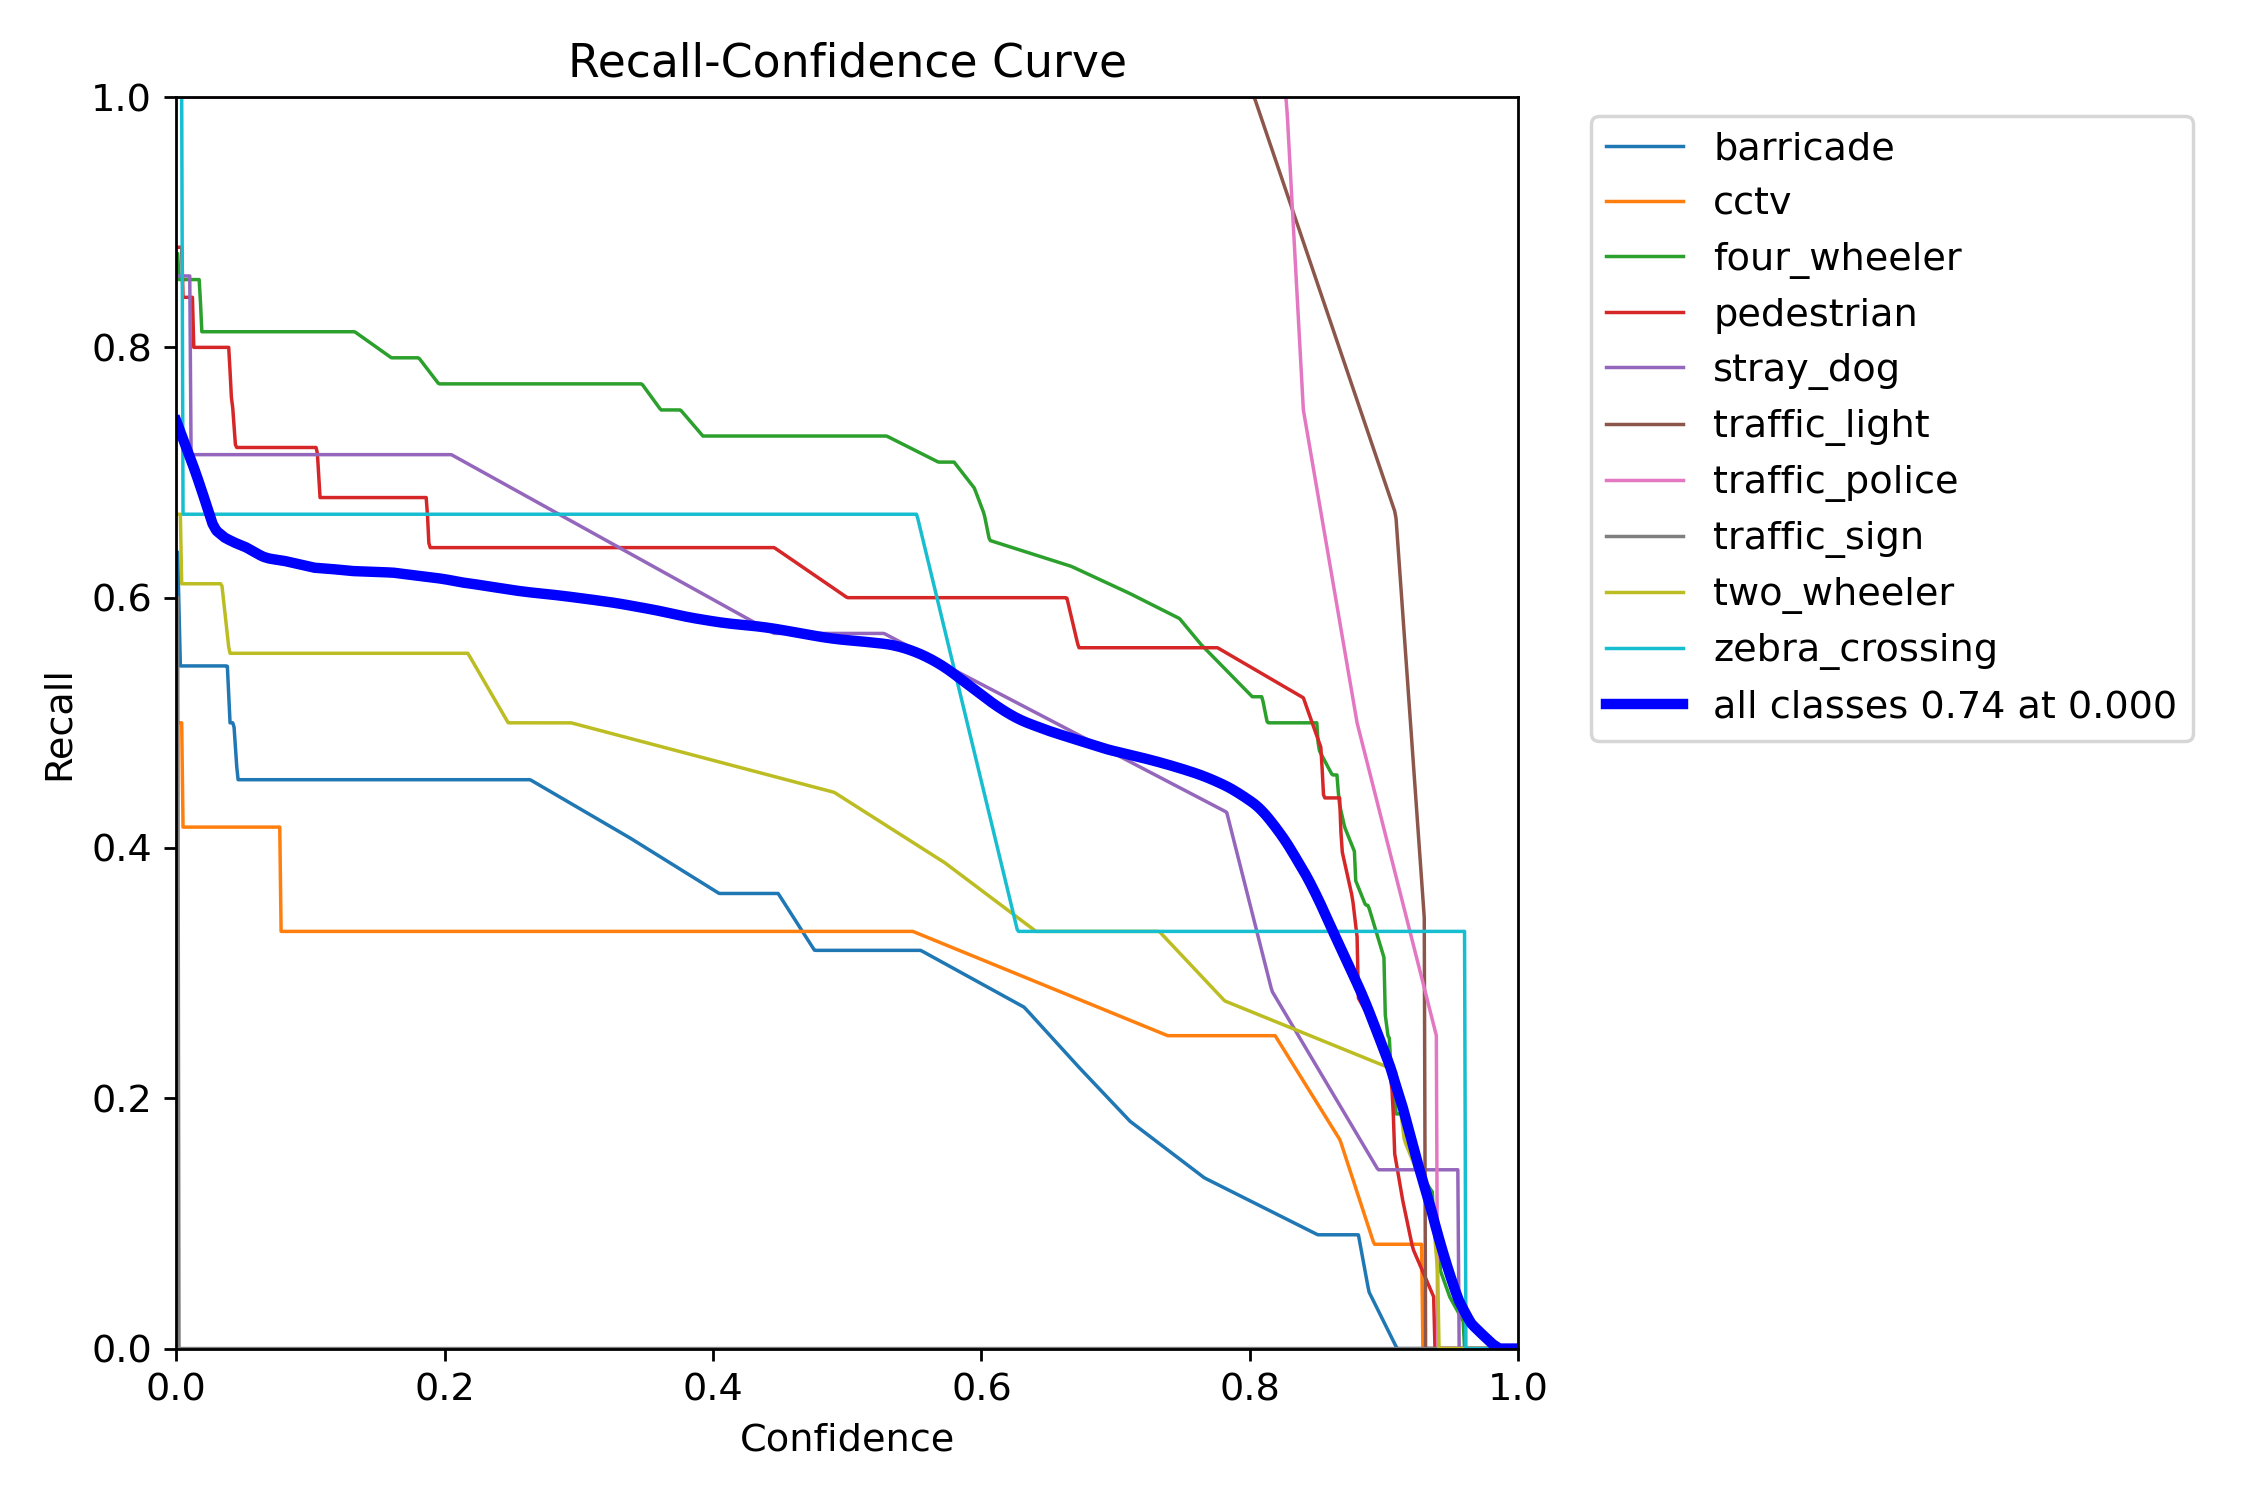 Recall-Confidence Curve
1.0
0.8
0.6
0.4
0.2
0.0
Recall
0.0 0.2 0.4 0.6 0.8 1.0
Confidence
barricade
cctv
four_wheeler
pedestrian
stray_dog
traffic_light
traffic_police
traffic_sign
two_wheeler
zebra_crossing
all classes 0.74 at 0.000